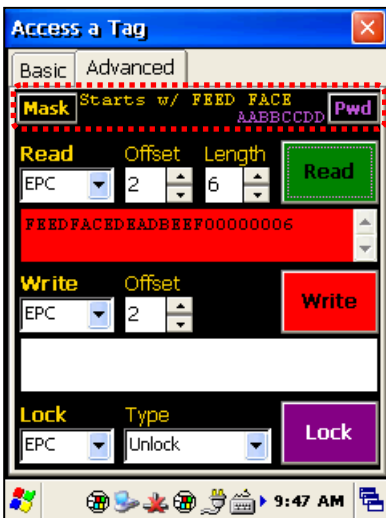 Access a Tag
Basic Advanced
Mask Starts w/ FEED FACE
AABBCCDD Pwd
Read Offset Length
EPC 2 6 Read
FEEDFACEDEADBEEF00000006
Write Offset
EPC 2 Write
Lock Type
EPC Unlock Lock
9:47 AM